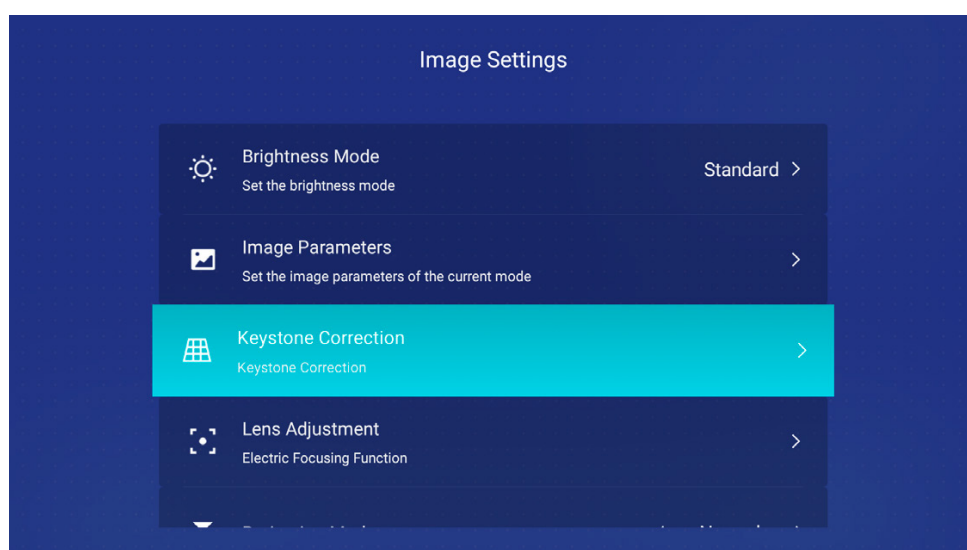 Image Settings
Brightness Mode
Standard
Set the brightness mode
Image Parameters
Set the image parameters of the current mode
Keystone Correction
Keystone Correction
Lens Adjustment
Electric Focusing Function